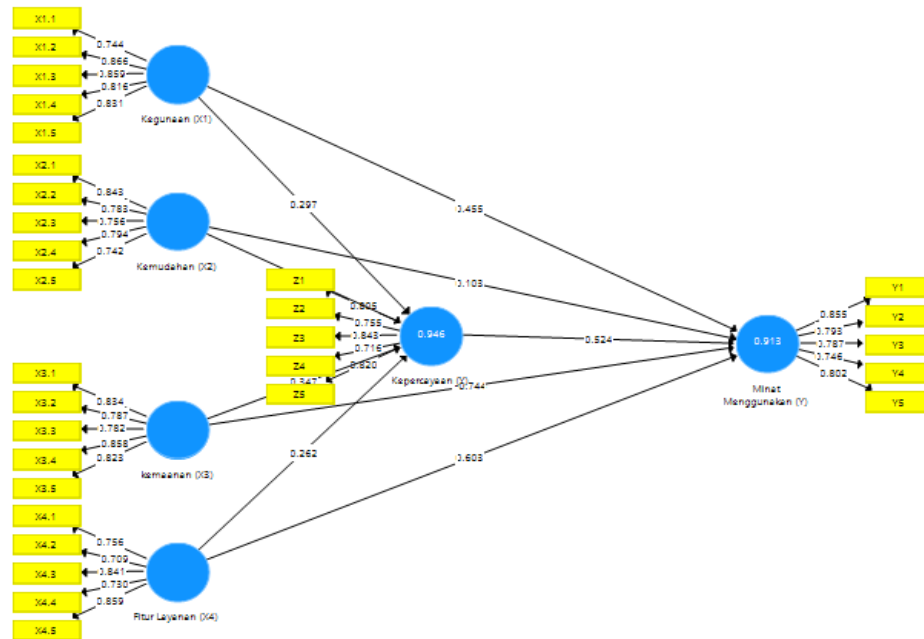 X1.1
X1.2
X1.3
X1.4
X1.5
0.744
0.866
0.859
0.816
0.831
Kegunaan (X1)
X2.1
X2.2
X2.3
X2.4
X2.5
0.843
0.783
0.756
0.794
0.742
Kemudahan (X2)
0.297
0.455
0.103
Z1
Z2
Z3
Z4
Z5
0.755
0.843
0.716
0.820
0.946
Kepercayaan
0.524
0.347
0.744
0.913
Minat
Menggunakan (Y)
0.855
0.793
0.787
0.746
0.802
Y1
Y2
Y3
Y4
Y5
X3.1
X3.2
X3.3
X3.4
X3.5
0.834
0.787
0.782
0.858
0.823
kemaanan (X3)
0.262
0.603
X4.1
X4.2
X4.3
X4.4
X4.5
0.756
0.709
0.841
0.730
0.859
Fitur Layanan (X4)